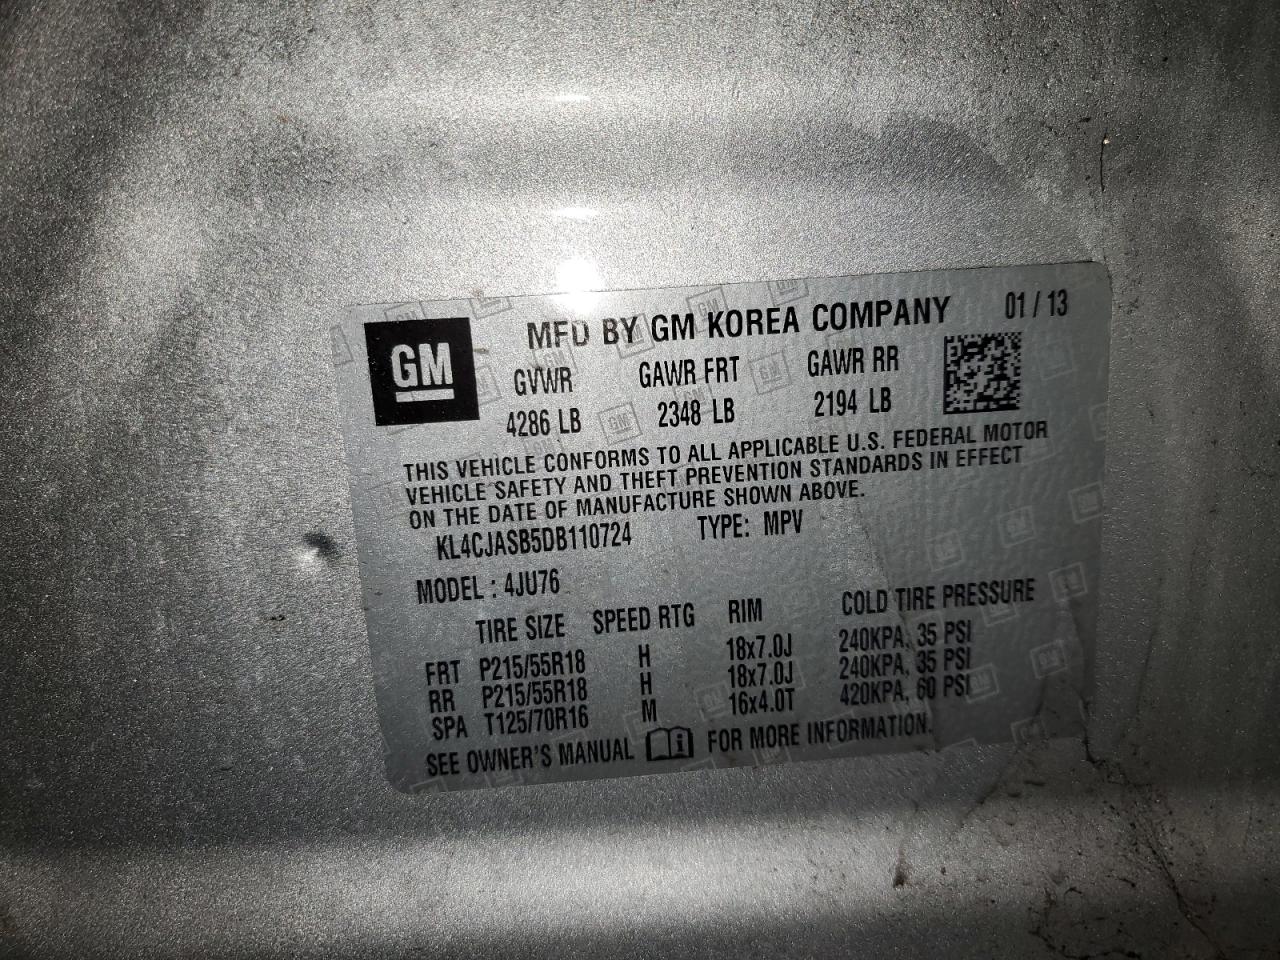 GM
MFD BY GM KOREA COMPANY 01 / 13
GVWR GAWR FRT GAWR RR
4286 LB 2348 LB 2194 LB
THIS VEHICLE CONFORMS TO ALL APPLICABLE U.S. FEDERAL MOTOR
VEHICLE SAFETY AND THEFT PREVENTION STANDARDS IN EFFECT
ON THE DATE OF MANUFACTURE SHOWN ABOVE.
KL4CJASB5DB110724 TYPE: MPV
MODEL : 4JU76
TIRE SIZE SPEED RTG RIM COLD TIRE PRESSURE
FRT P215/55R18 H 18x7.0J 240KPA, 35 PSI
RR P215/55R18 H 18x7.0J 240KPA, 35 PSI
SPA T125/70R16 M 16x4.0T 420KPA, 60 PSI
SEE OWNER'S MANUAL FOR MORE INFORMATION.